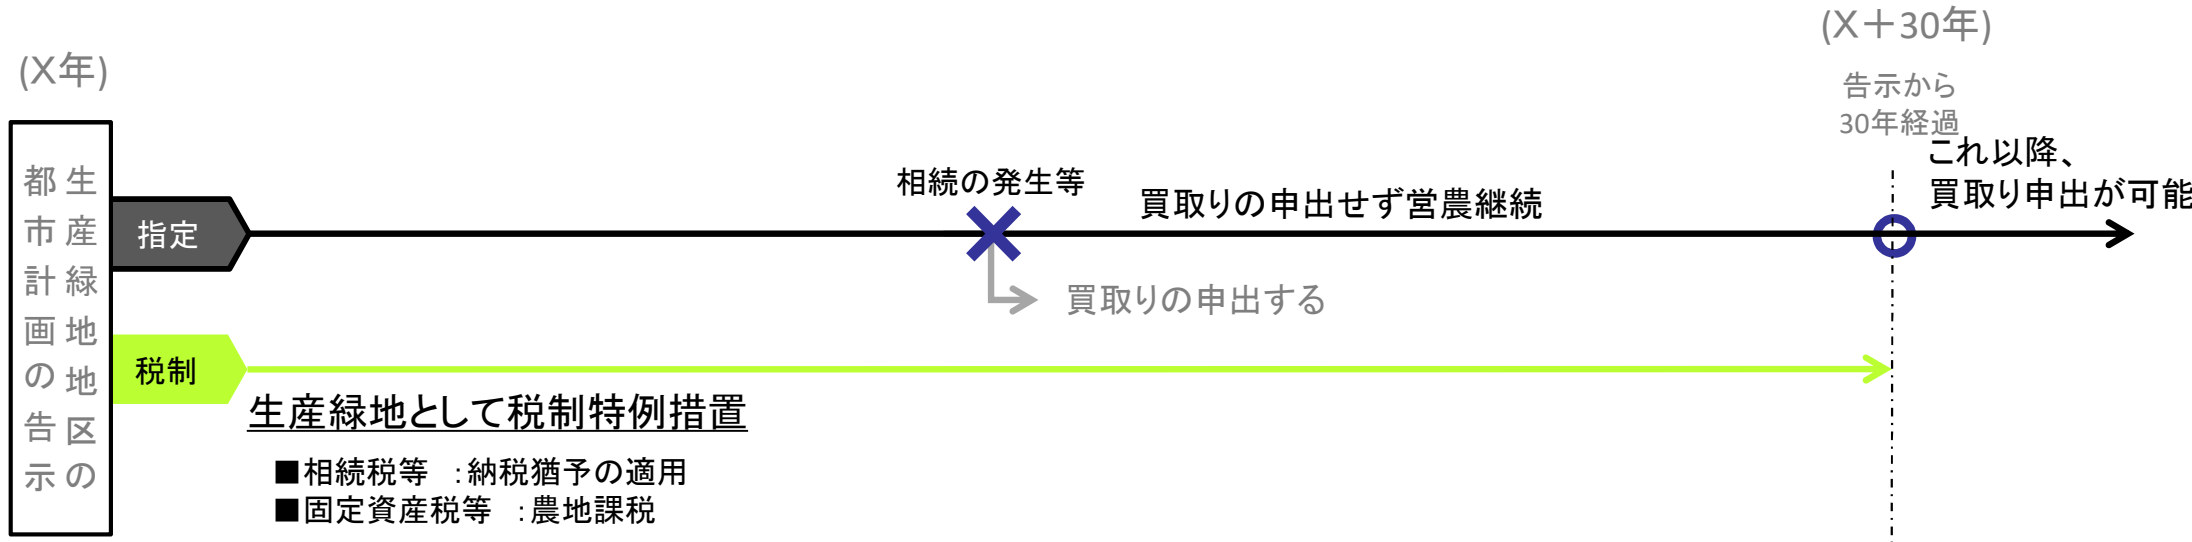 (X年)
生産緑地地区の
都市計画の告示
(X＋30年)
告示から
30年経過
これ以降、
買取り申出が可能
指定
相続の発生等
買取りの申出せず営農継続
買取りの申出する
税制
生産緑地として税制特例措置
■相続税等　：納税猶予の適用
■固定資産税等　：農地課税